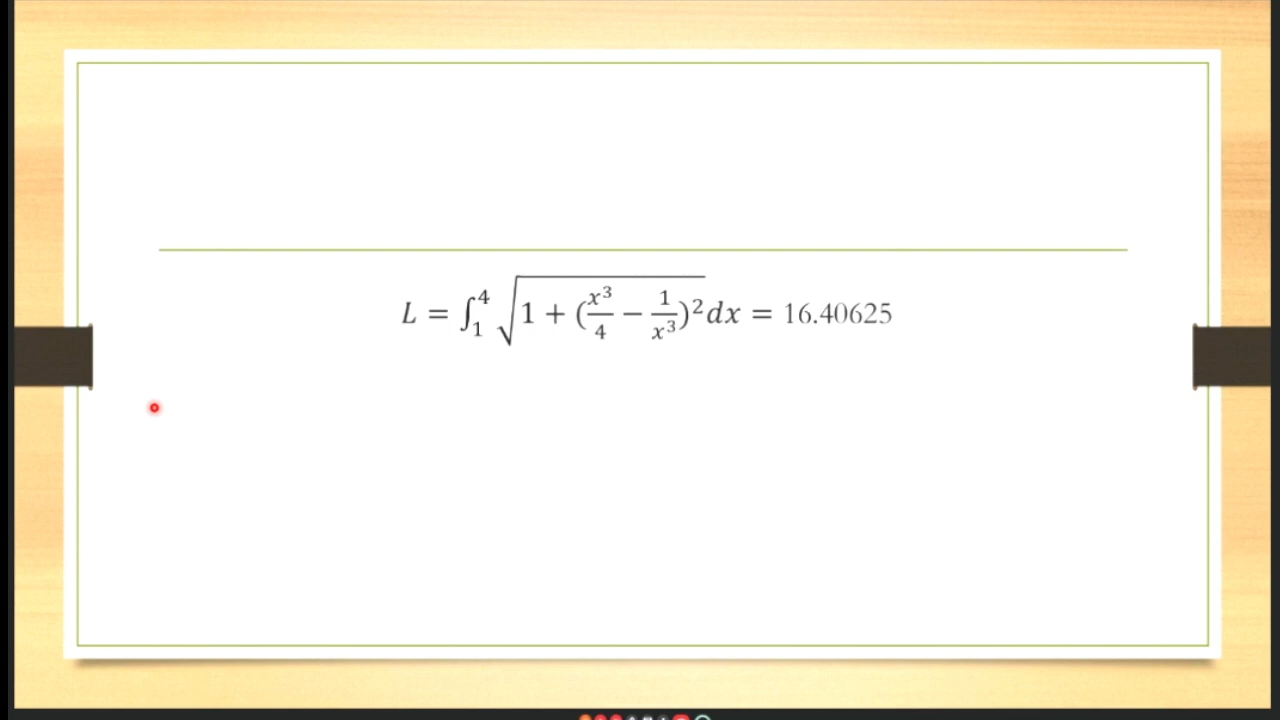 L = ∫₁⁴ √(1 + (x³/4 − 1/x³)²) dx = 16.40625